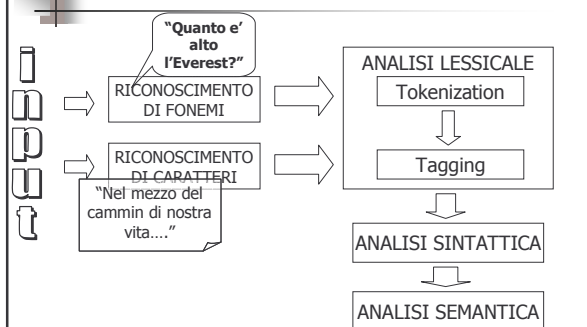 input
“Quanto e’
alto
l’Everest?”
RICONOSCIMENTO
DI FONEMI
RICONOSCIMENTO
DI CARATTERI
“Nel mezzo del
cammin di nostra
vita....”
ANALISI LESSICALE
Tokenization
Tagging
ANALISI SINTATTICA
ANALISI SEMANTICA